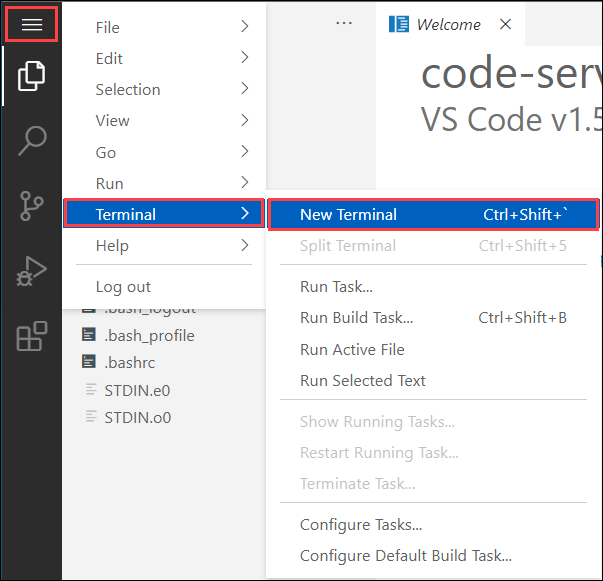 File
Edit
Selection
View
Go
Run
Terminal
Help
Log out
.bash_logout
.bash_profile
.bashrc
STDIN.e0
STDIN.o0
...
Welcome
code-serv
VS Code v1.5
New Terminal Ctrl+Shift+`
Split Terminal Ctrl+Shift+5
Run Task...
Run Build Task... Ctrl+Shift+B
Run Active File
Run Selected Text
Show Running Tasks...
Restart Running Task...
Terminate Task...
Configure Tasks...
Configure Default Build Task...